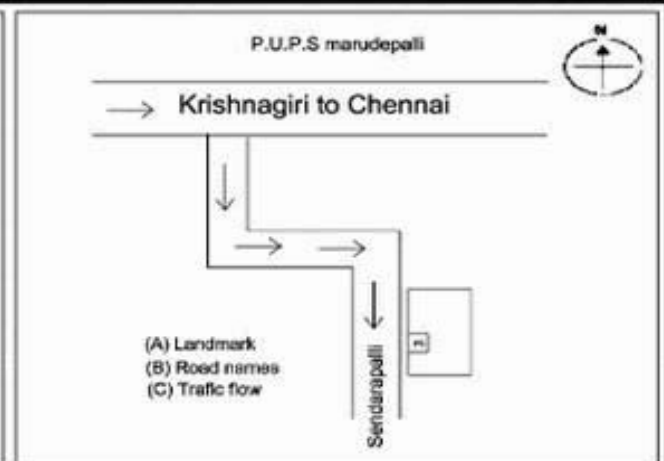 P.U.P.S marudepalli
N
Krishnagiri to Chennai
(A) Landmark
(B) Road names
(C) Trafic flow
Sendarapalli